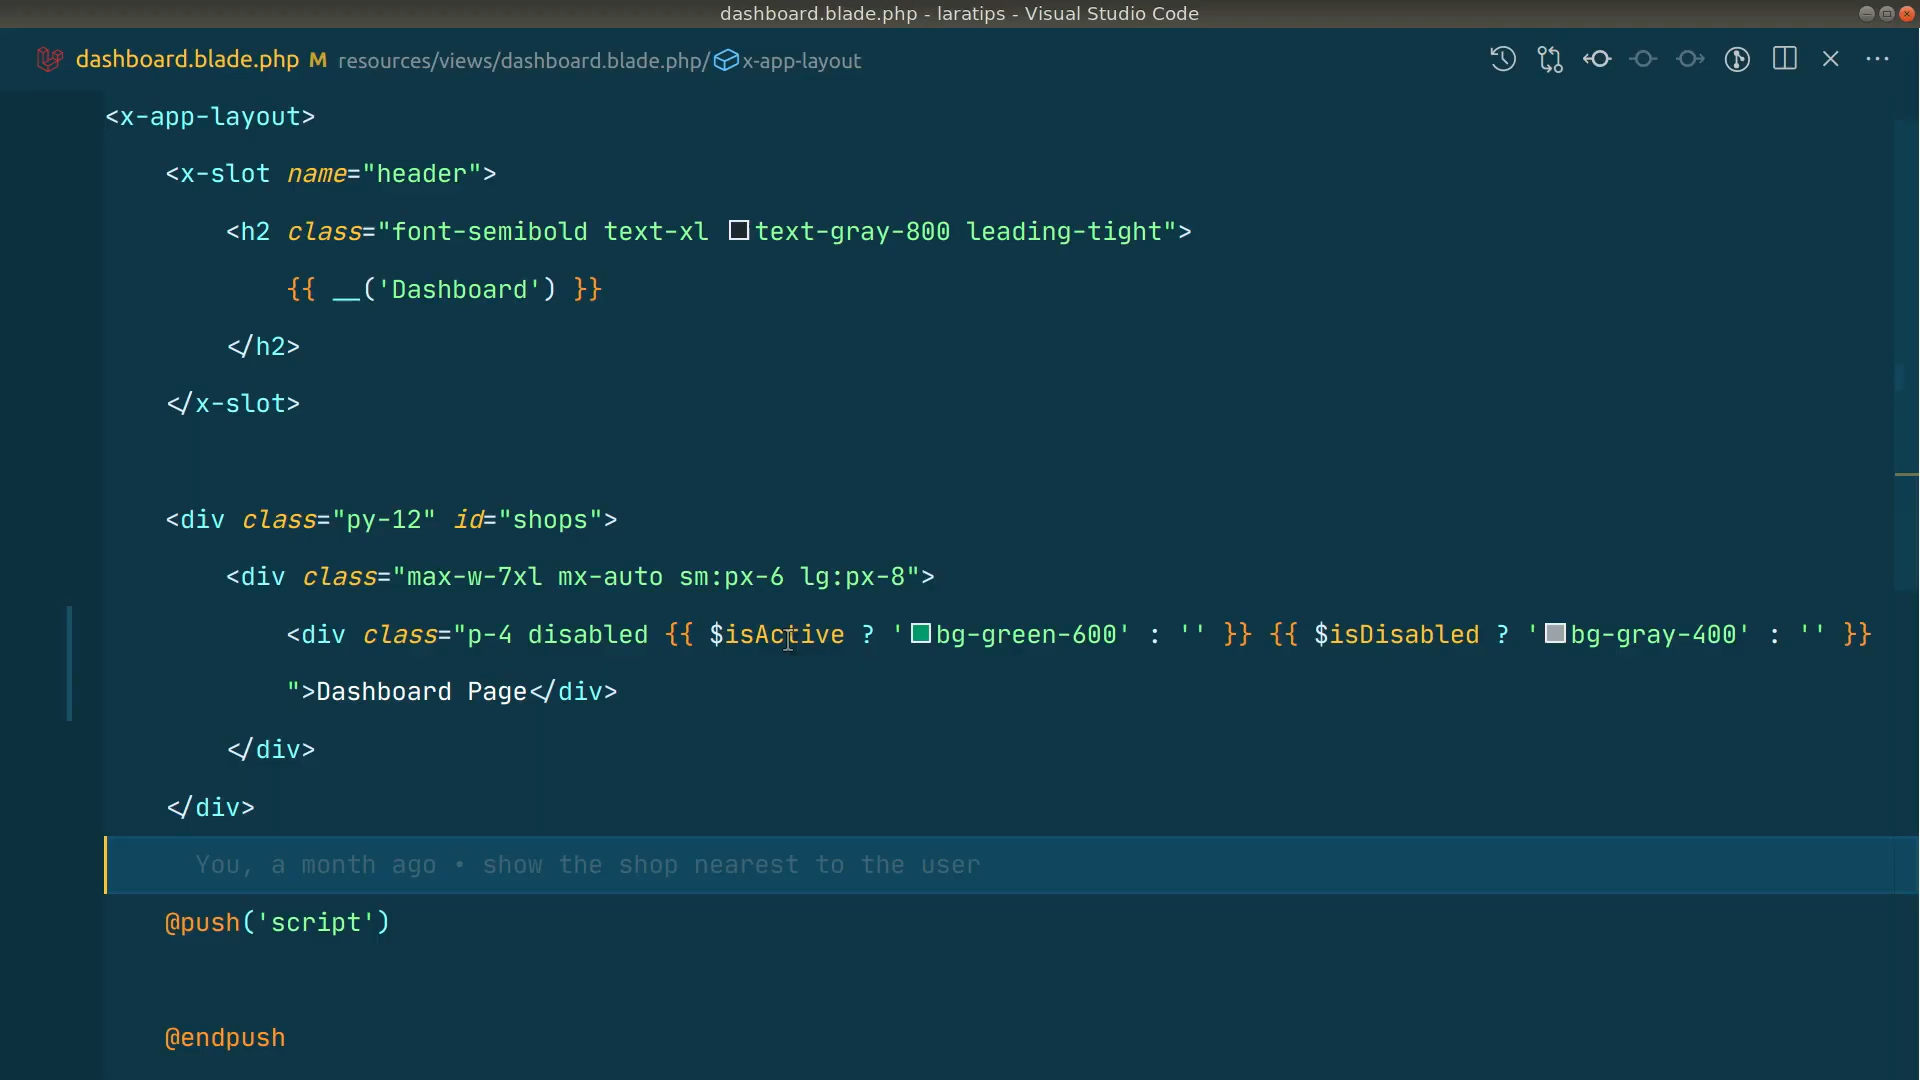 dashboard.blade.php - laratips - Visual Studio Code
dashboard.blade.php M resources/views/dashboard.blade.php/ x-app-layout
<x-app-layout>
<x-slot name="header">
<h2 class="font-semibold text-xl text-gray-800 leading-tight">
{{ __('Dashboard') }}
</h2>
</x-slot>
<div class="py-12" id="shops">
<div class="max-w-7xl mx-auto sm:px-6 lg:px-8">
<div class="p-4 disabled {{ $isActive ? 'bg-green-600' : '' }} {{ $isDisabled ? 'bg-gray-400' : '' }}
">Dashboard Page</div>
</div>
</div>
You, a month ago • show the shop nearest to the user
@push('script')
@endpush